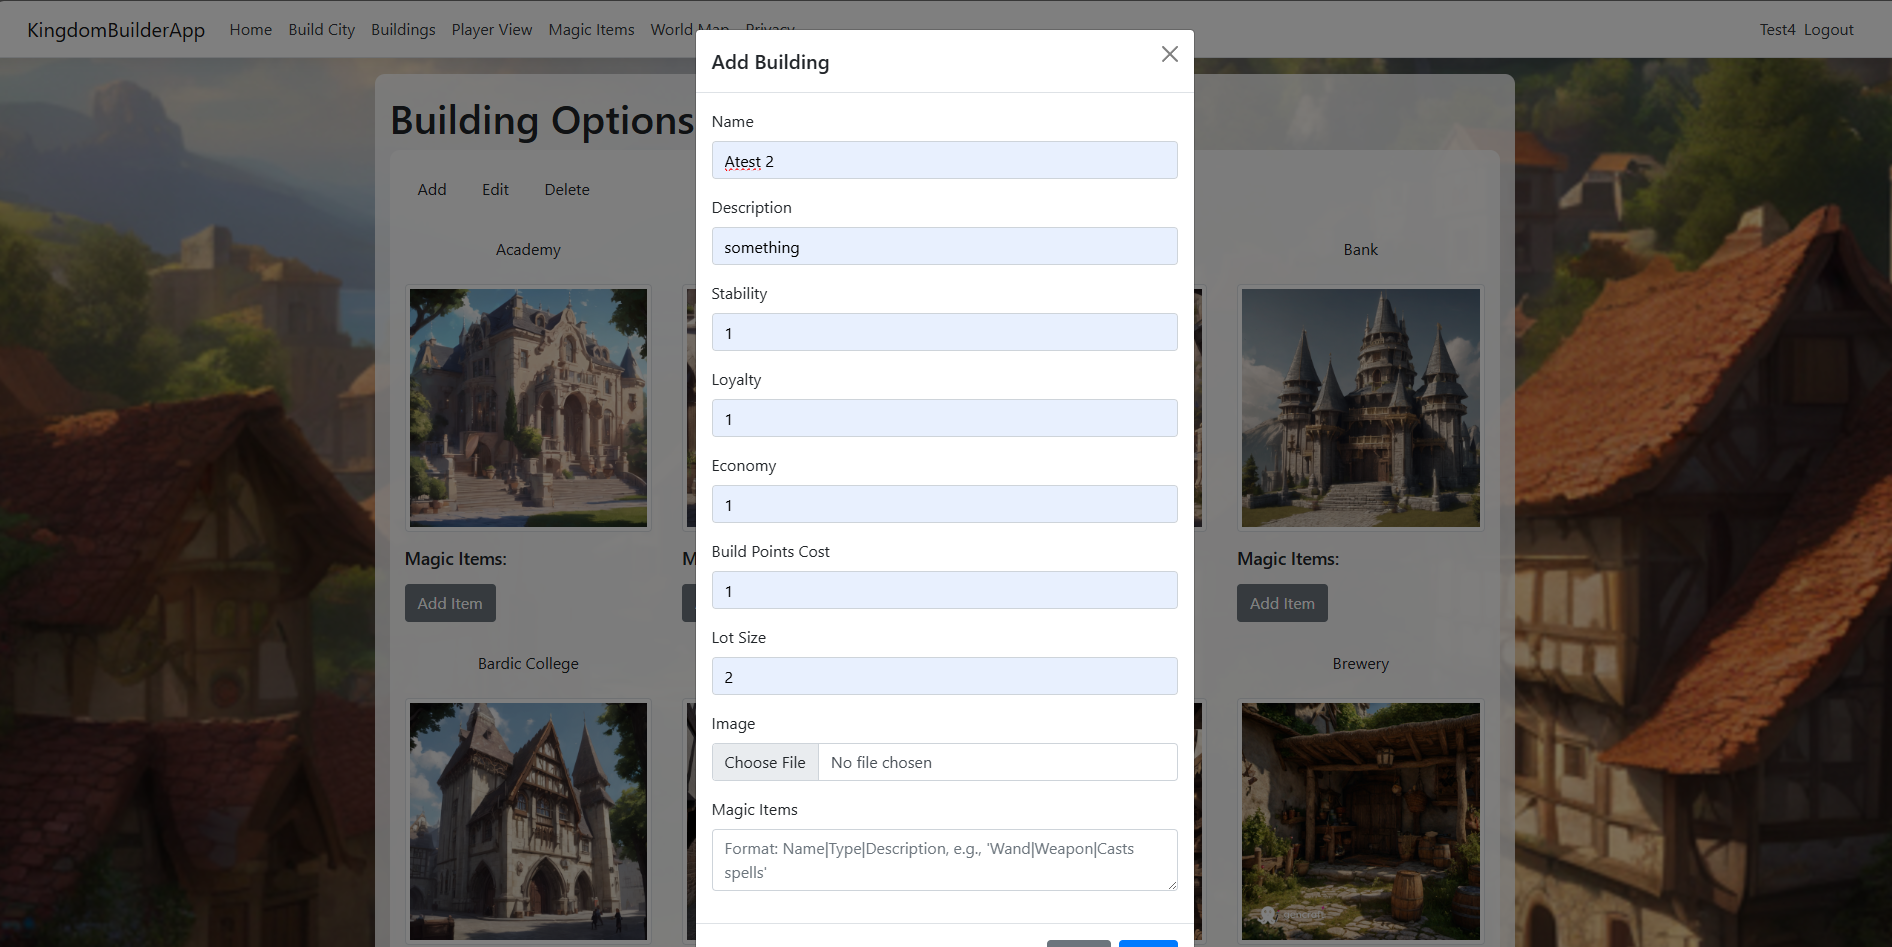 KingdomBuilderApp Home Build City Buildings Player View Magic Items World Map Privacy Test4 Logout
Add Building
Building Options
Name
Atest 2
Add Edit Delete
Description
something
Academy
Bank
Stability
1
Loyalty
1
Economy
1
Build Points Cost
1
Magic Items:
Magic Items:
Add Item
Add Item
Lot Size
2
Bardic College
Brewery
Image
Choose File No file chosen
Magic Items
Format: Name|Type|Description, e.g., 'Wand|Weapon|Casts
spells'